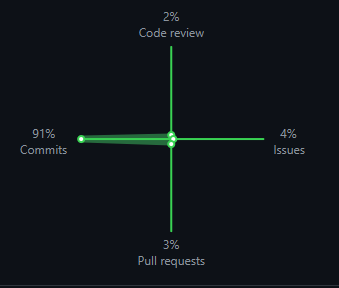 2%
Code review
91%
Commits
4%
Issues
3%
Pull requests